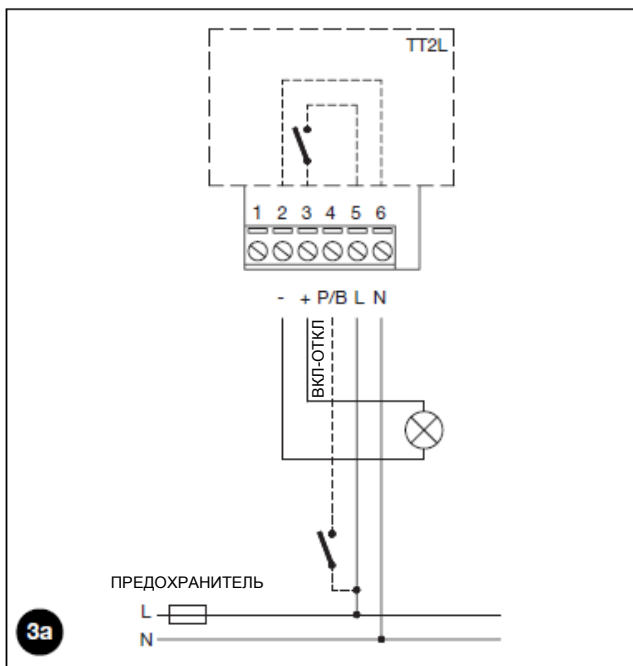 TT2L
1 2 3 4 5 6
- + P/B L N
ВКЛ-ОТКЛ
ПРЕДОХРАНИТЕЛЬ
L
N
3a